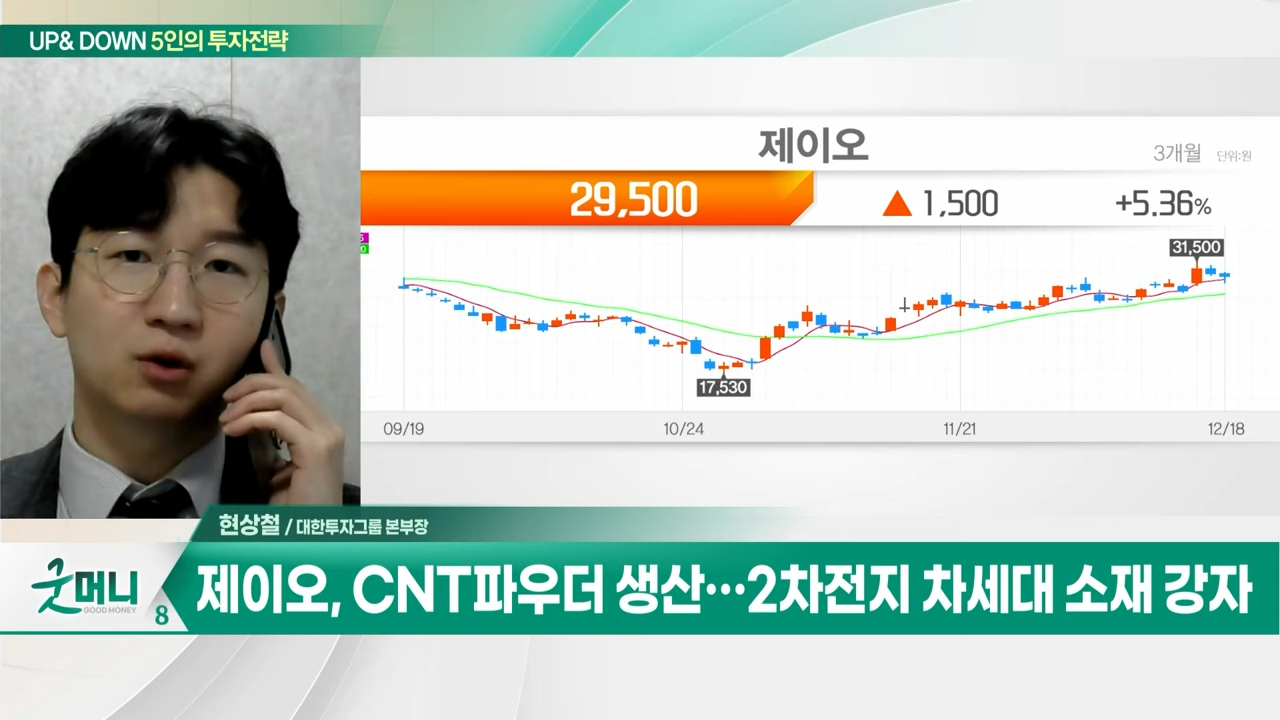 UP& DOWN 5인의 투자전략
제이오
3개월 단위:원
29,500 ▲ 1,500 +5.36%
31,500
17,530
09/19 10/24 11/21 12/18
현상철 / 대한투자그룹 본부장
굿머니
GOOD MONEY
8
제이오, CNT파우더 생산…2차전지 차세대 소재 강자